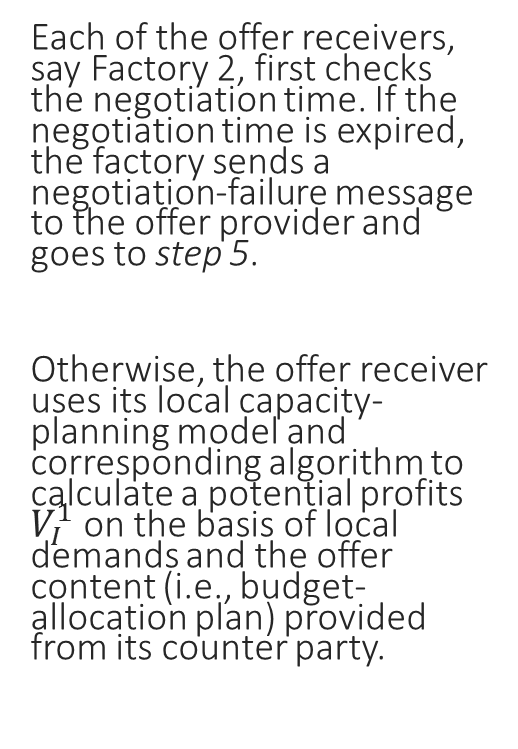 Each of the offer receivers,
say Factory 2, first checks
the negotiation time. If the
negotiation time is expired,
the factory sends a
negotiation-failure message
to the offer provider and
goes to step 5.
Otherwise, the offer receiver
uses its local capacity-
planning model and
corresponding algorithm to
calculate a potential profits
$V_I^1$ on the basis of local
demands and the offer
content (i.e., budget-
allocation plan) provided
from its counter party.